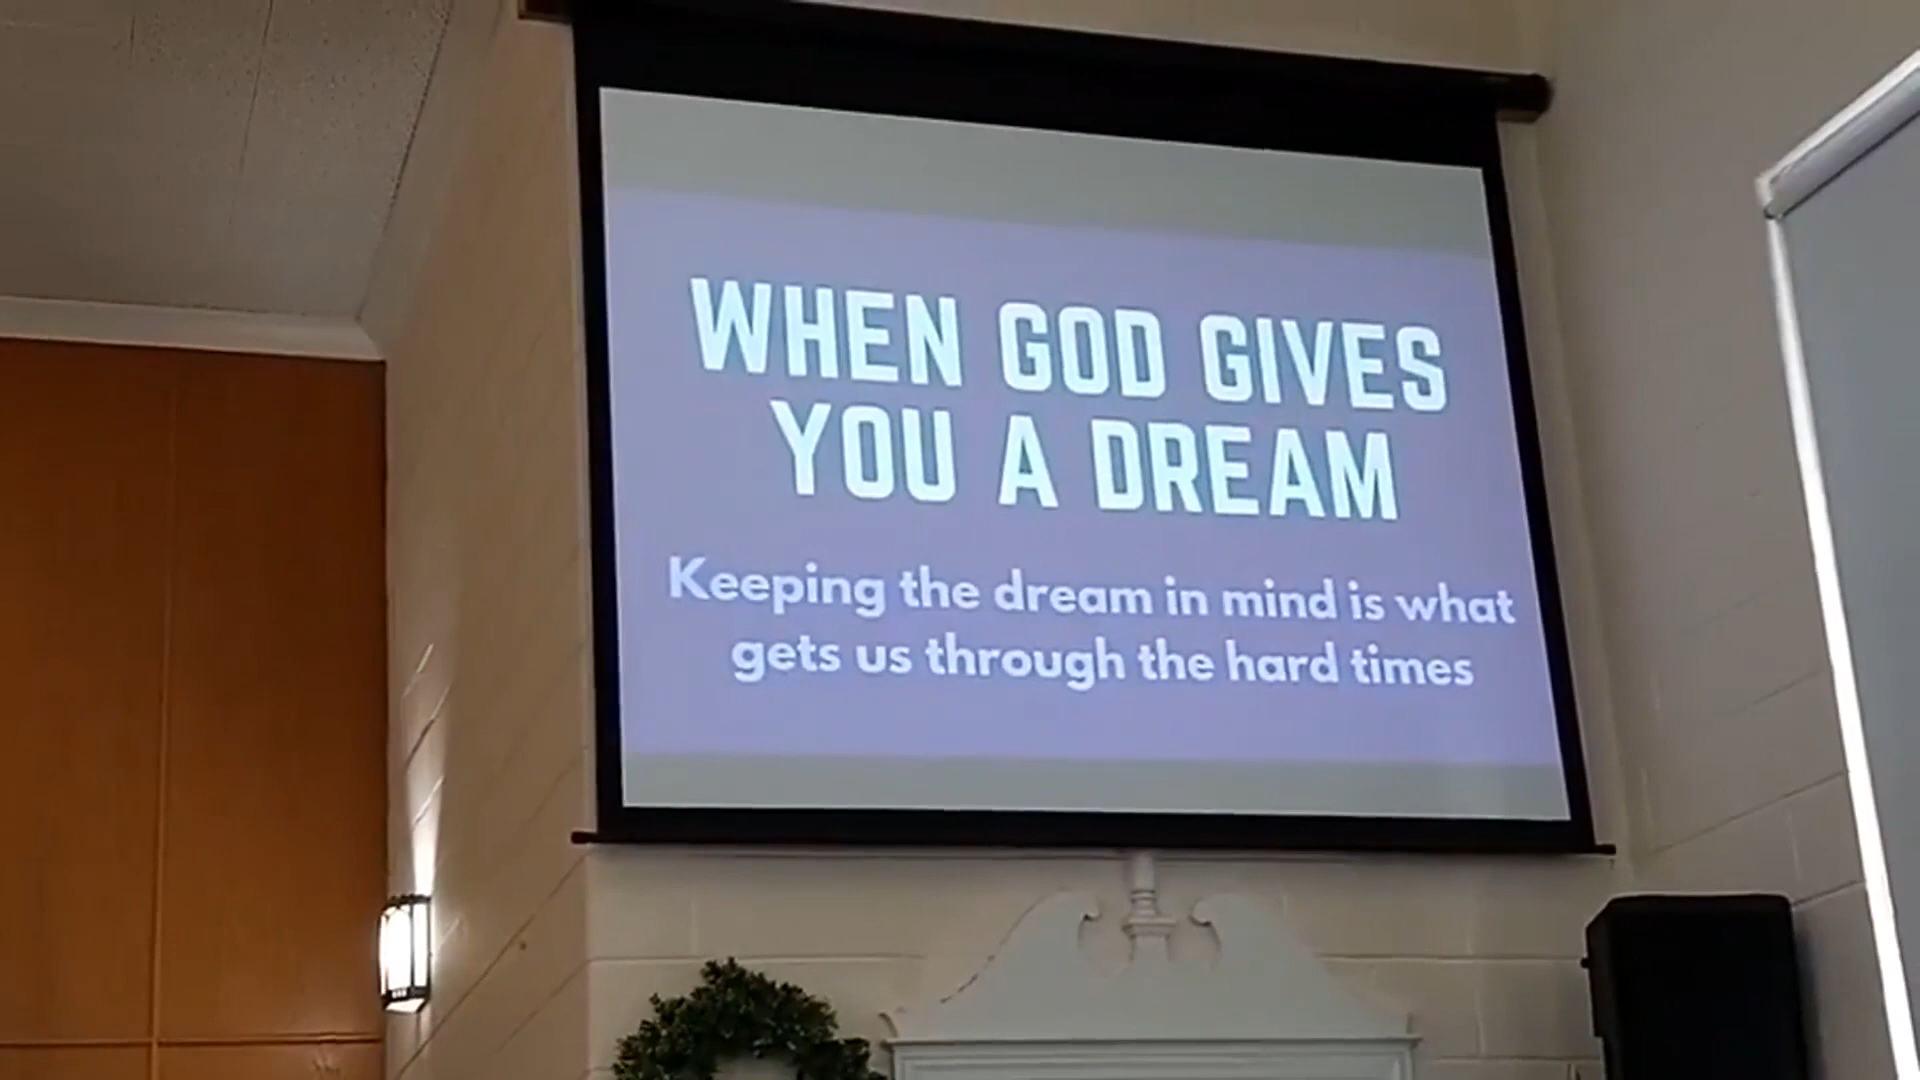 WHEN GOD GIVES
YOU A DREAM
Keeping the dream in mind is what
gets us through the hard times